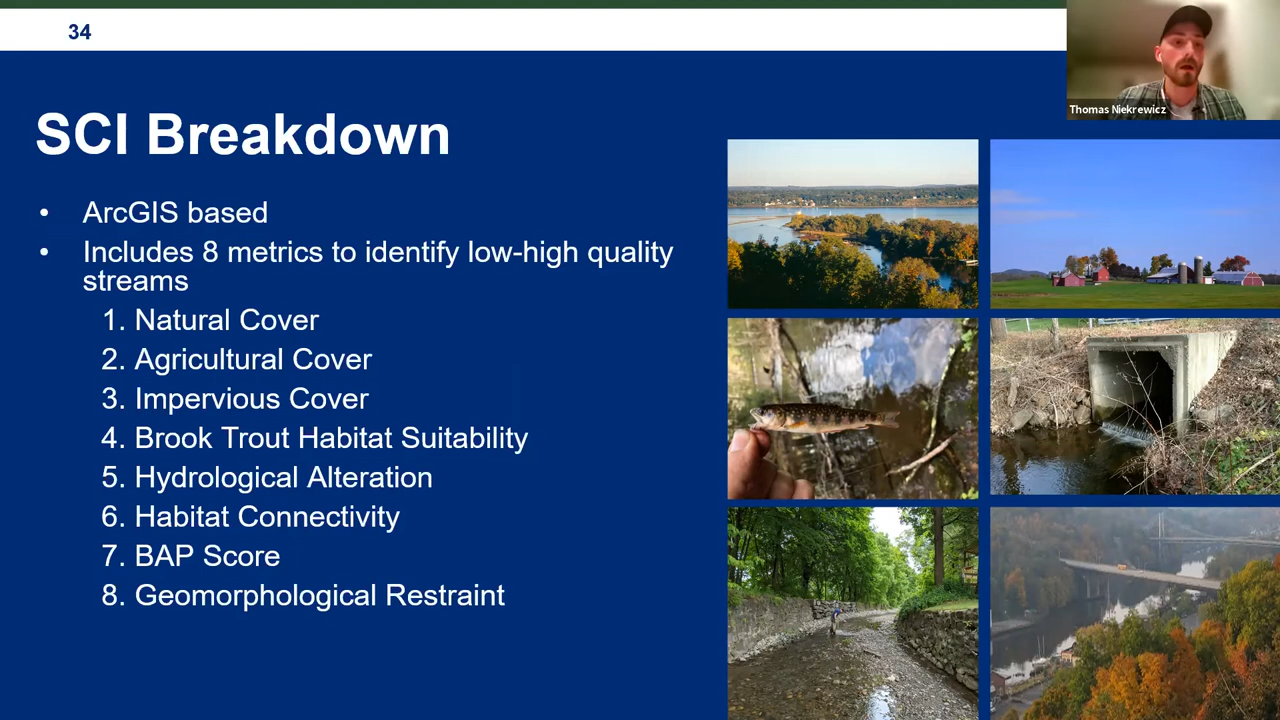 34
Thomas Niekrewicz
SCI Breakdown
• ArcGIS based
• Includes 8 metrics to identify low-high quality
streams
1. Natural Cover
2. Agricultural Cover
3. Impervious Cover
4. Brook Trout Habitat Suitability
5. Hydrological Alteration
6. Habitat Connectivity
7. BAP Score
8. Geomorphological Restraint